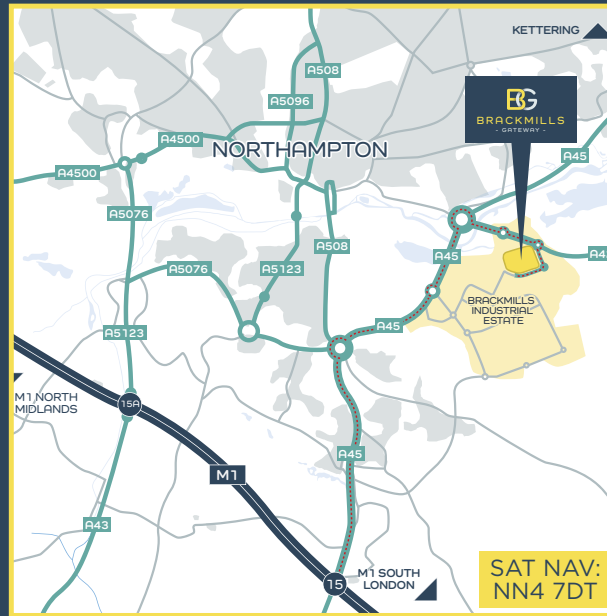 KETTERING
A508
A5096
BG
BRACKMILLS
- GATEWAY -
A4500
NORTHAMPTON
A45
A4500
A5076
A508
A45
A5076
A5123
A45
BRACKMILLS
INDUSTRIAL
ESTATE
A5123
A45
M1 NORTH
MIDLANDS
15A
A45
M1
A43
SAT NAV:
NN4 7DT
M1 SOUTH
LONDON
15